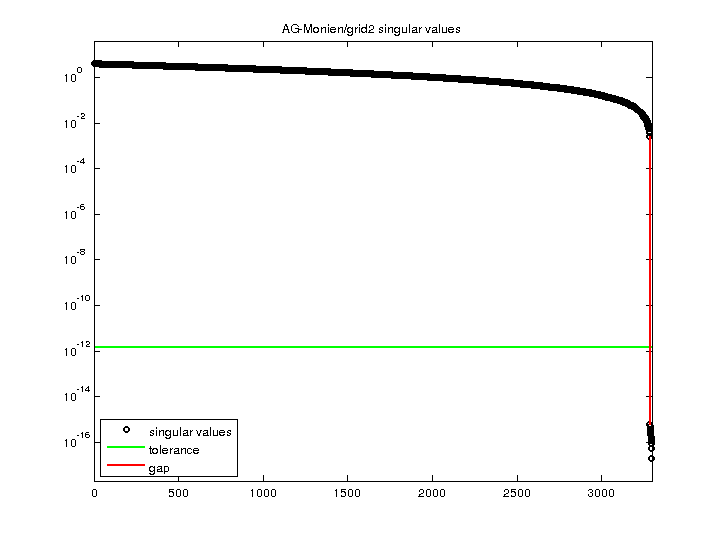 AG-Monien/grid2 singular values
10^0
10^-2
10^-4
10^-6
10^-8
10^-10
10^-12
10^-14
10^-16
singular values
tolerance
gap
0 500 1000 1500 2000 2500 3000